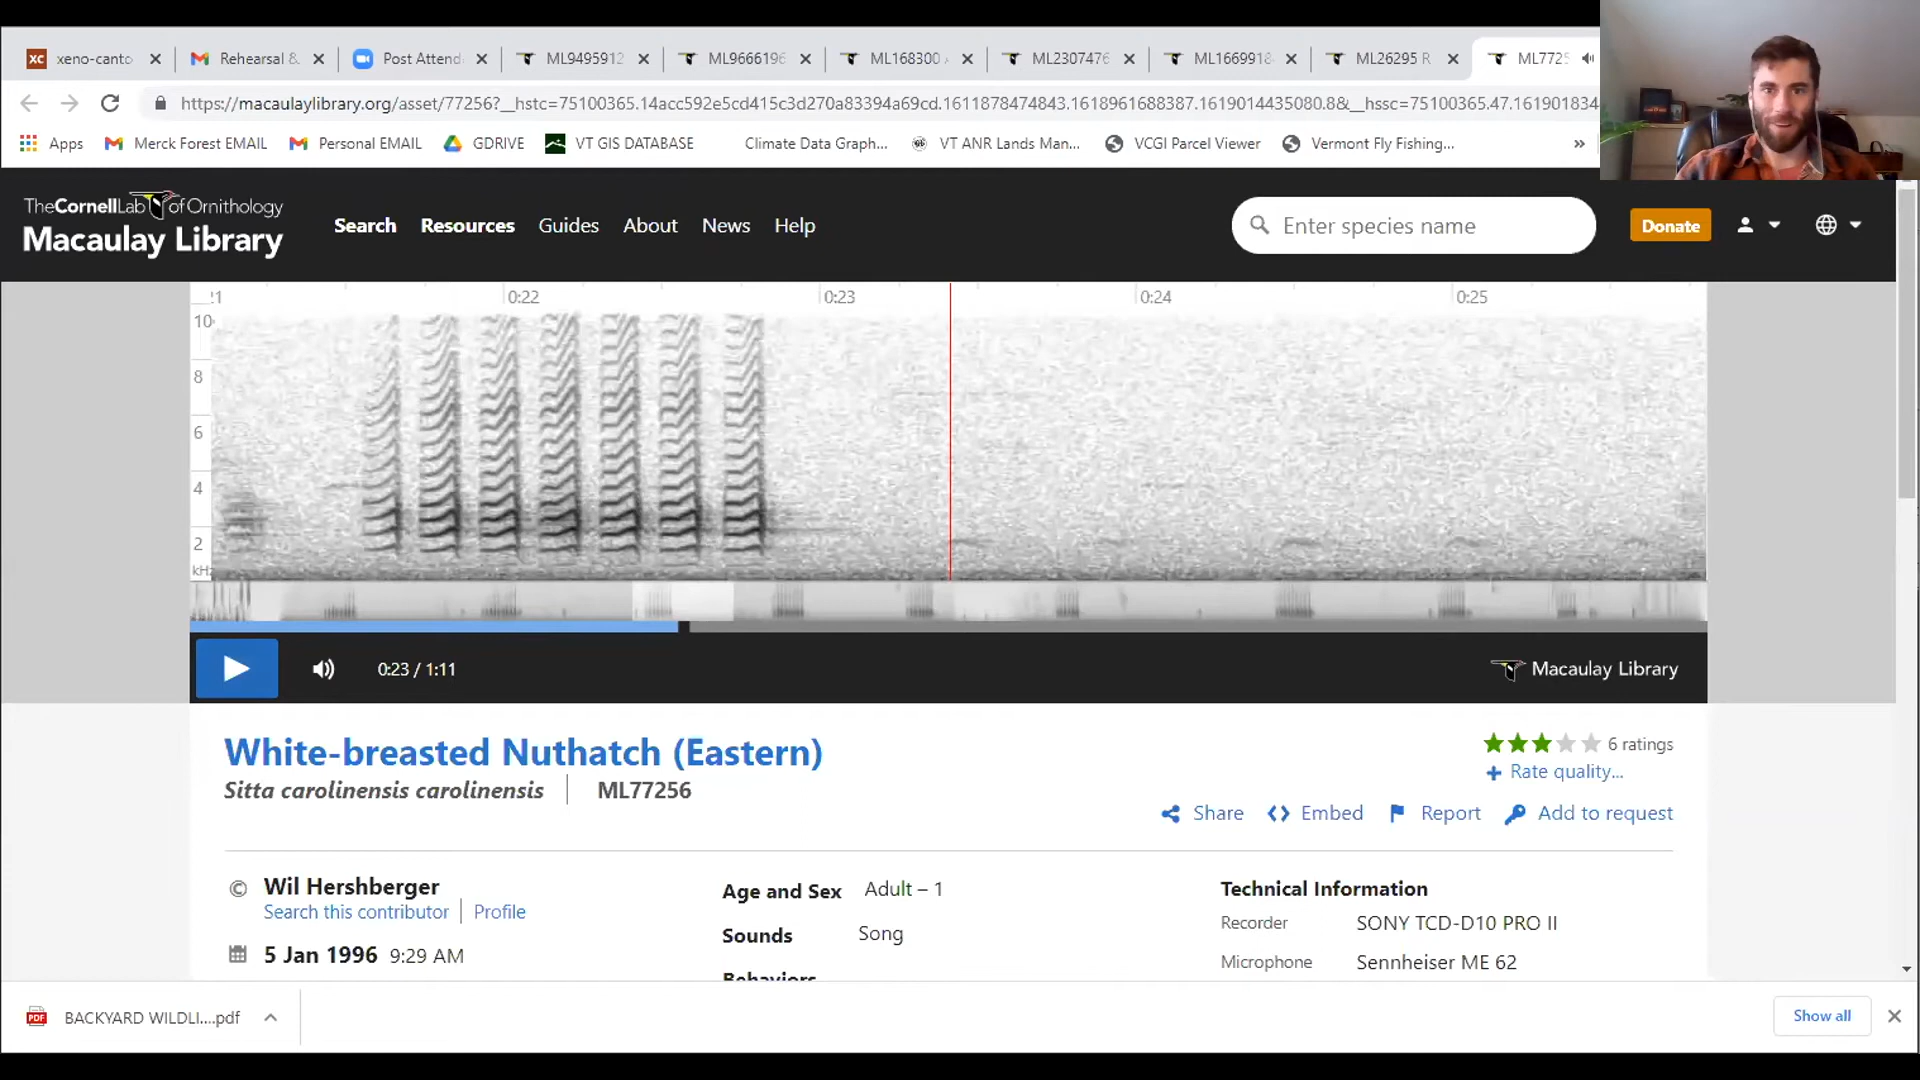 xeno-canto
Rehearsal &
Post Attend
ML9495912
ML9666196
ML168300
ML2307476
ML1669918
ML26295 R
ML7725
https://macaulaylibrary.org/asset/77256?__hstc=75100365.14acc592e5cd415c3d270a83394a69cd.1611878474843.1618961688387.1619014435080.8&__hssc=75100365.47.161901834
Apps
Merck Forest EMAIL
Personal EMAIL
GDRIVE
VT GIS DATABASE
Climate Data Graph...
VT ANR Lands Man...
VCGI Parcel Viewer
Vermont Fly Fishing...
»
TheCornellLab of Ornithology
Macaulay Library
Search
Resources
Guides
About
News
Help
Enter species name
Donate
0:22
0:23
0:24
0:25
10
8
6
4
2
kHz
0:23 / 1:11
Macaulay Library
White-breasted Nuthatch (Eastern)
Sitta carolinensis carolinensis | ML77256
6 ratings
+ Rate quality...
Share
Embed
Report
Add to request
© Wil Hershberger
Search this contributor | Profile
5 Jan 1996 9:29 AM
Age and Sex Adult – 1
Sounds Song
Behaviors
Technical Information
Recorder SONY TCD-D10 PRO II
Microphone Sennheiser ME 62
PDF BACKYARD WILDLI....pdf
Show all